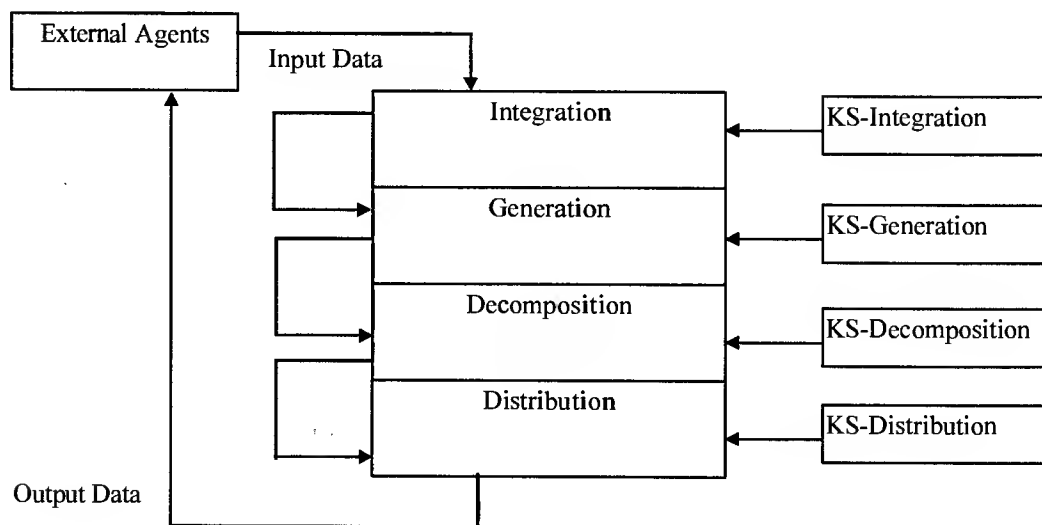 External Agents
Input Data
Integration
KS-Integration
Generation
KS-Generation
Decomposition
KS-Decomposition
Distribution
KS-Distribution
Output Data